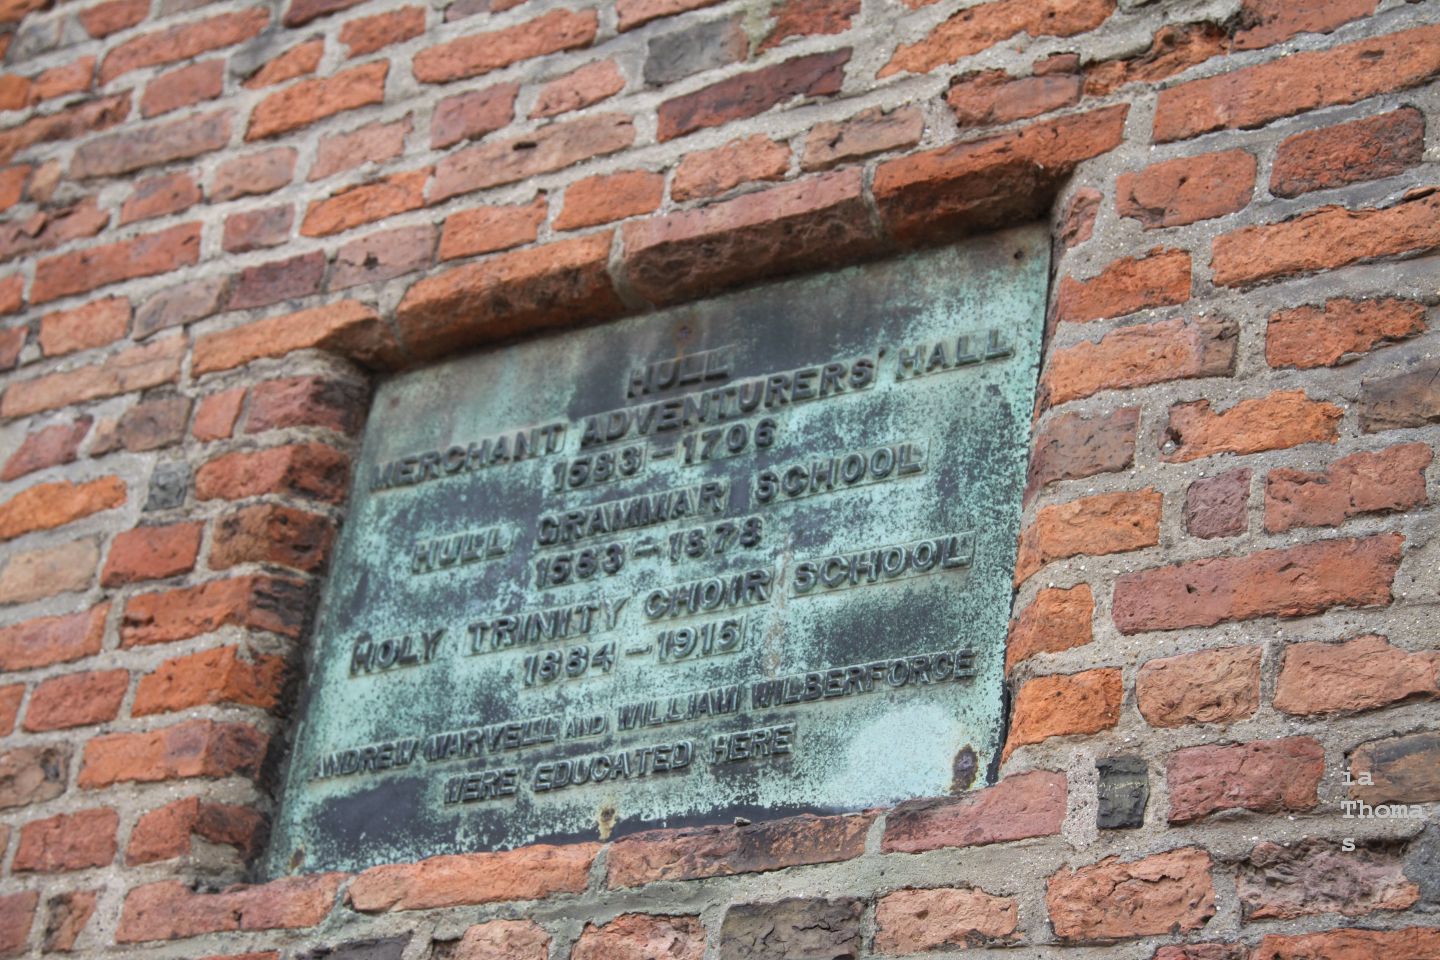 HULL
MERCHANT ADVENTURERS' HALL
1583 - 1706
HULL GRAMMAR SCHOOL
1583 - 1878
HOLY TRINITY CHOIR SCHOOL
1884 - 1915
ANDREW MARVELL AND WILLIAM WILBERFORCE
WERE EDUCATED HERE
ia
Thoma
s